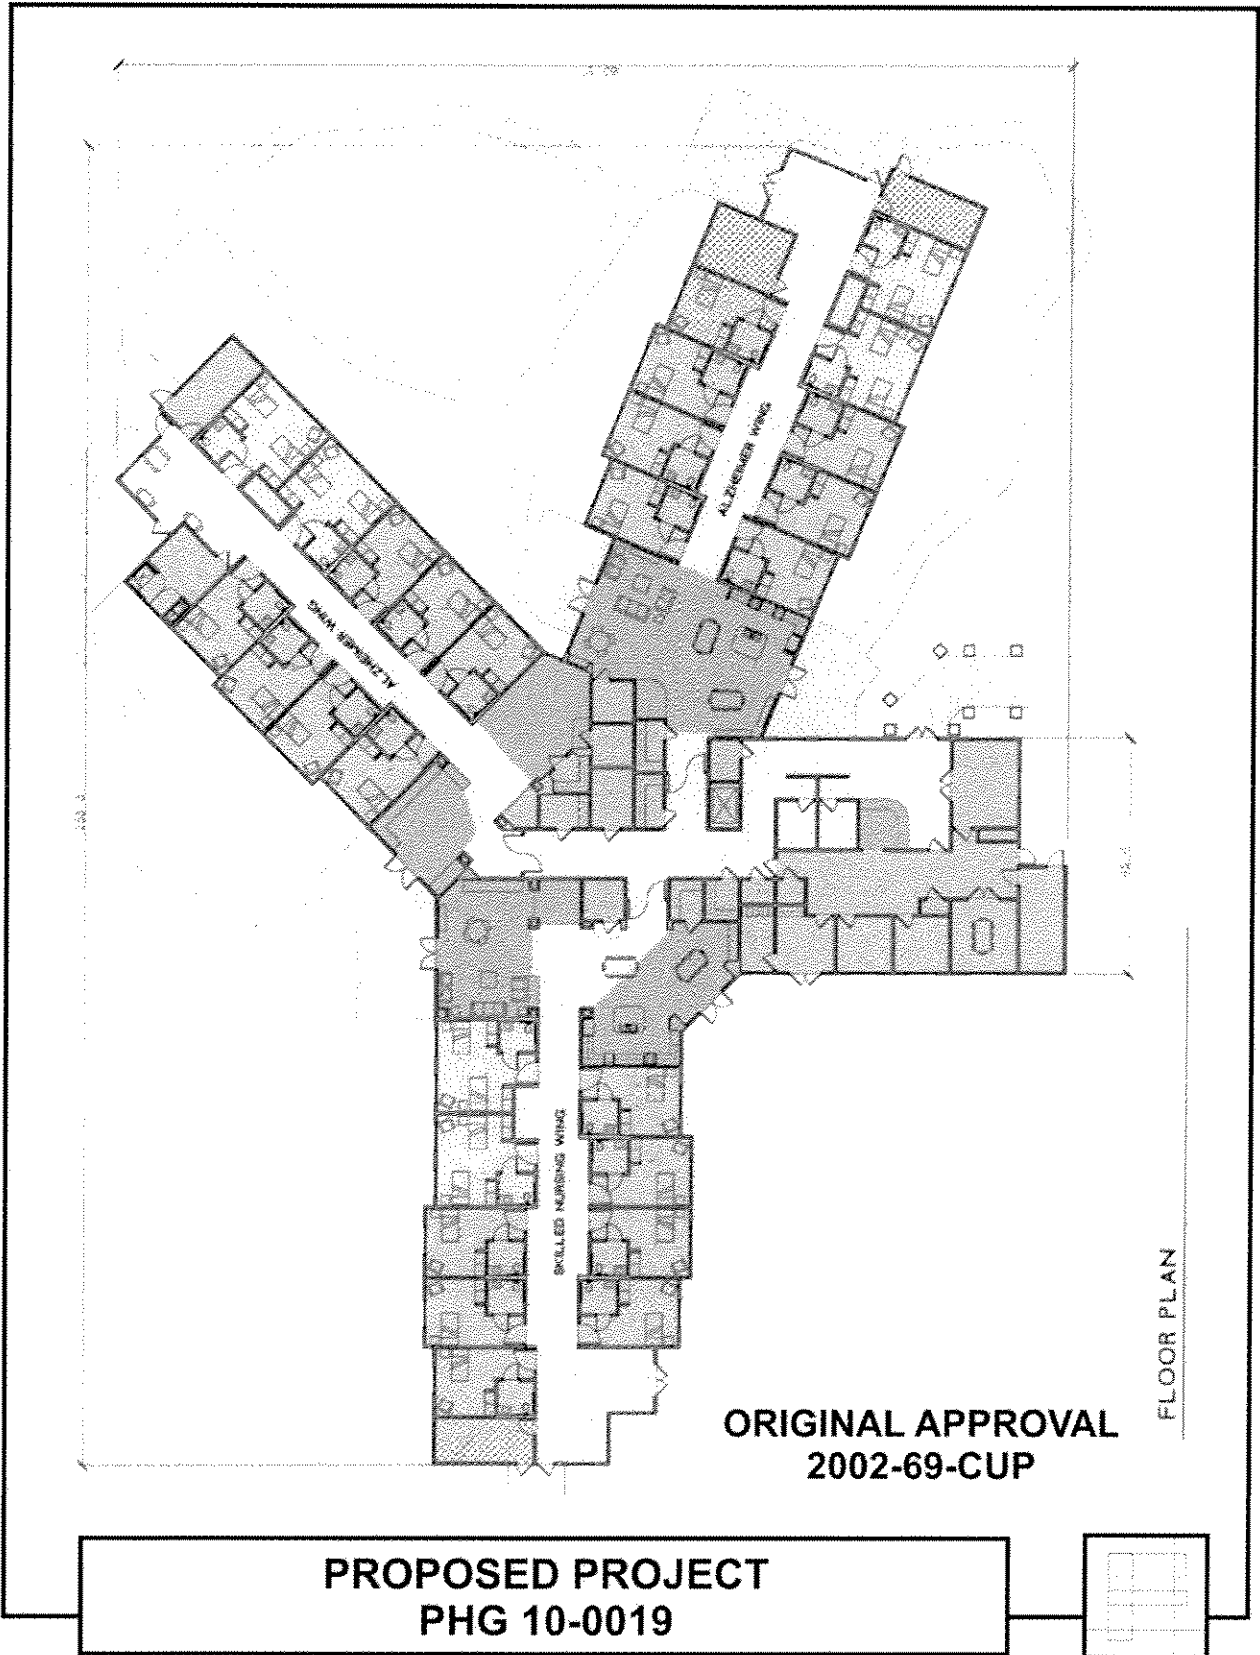 ALZHEIMER WING
ALZHEIMER WING
SKILLED NURSING WING
FLOOR PLAN
ORIGINAL APPROVAL
2002-69-CUP
PROPOSED PROJECT
PHG 10-0019